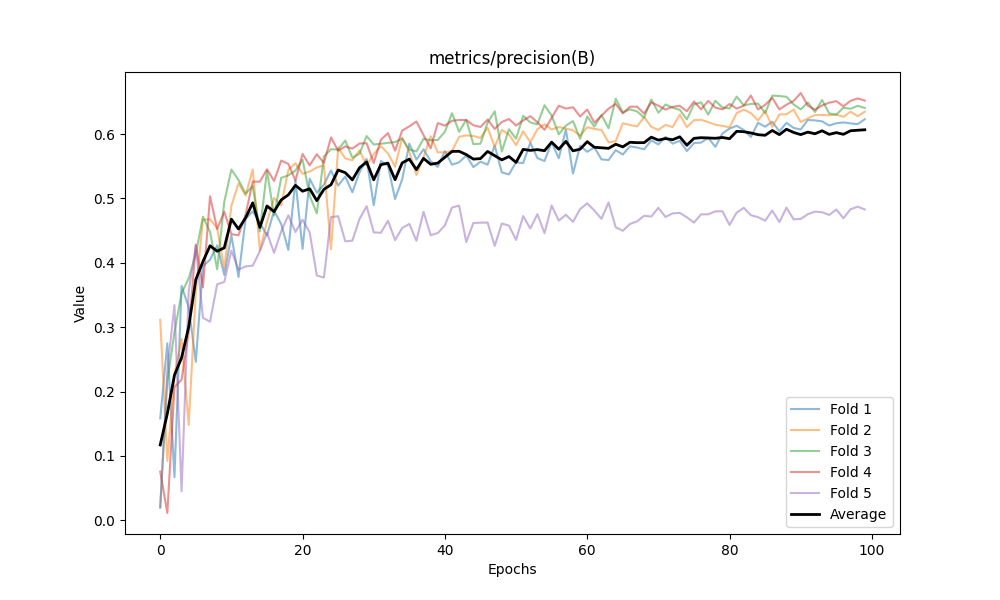 metrics/precision(B)
Value
0.6
0.5
0.4
0.3
0.2
0.1
0.0
Fold 1
Fold 2
Fold 3
Fold 4
Fold 5
Average
0 20 40 60 80 100
Epochs